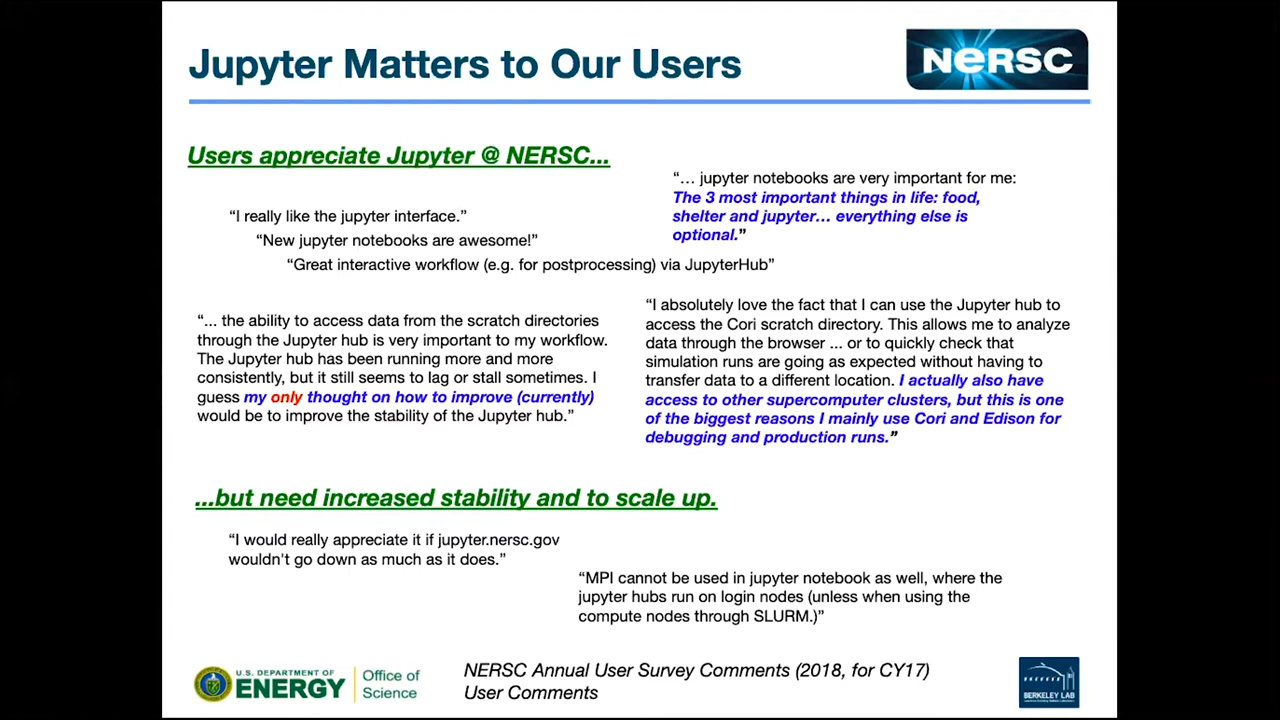 Jupyter Matters to Our Users
NERSC
Users appreciate Jupyter @ NERSC...
“I really like the jupyter interface.”
“New jupyter notebooks are awesome!”
“Great interactive workflow (e.g. for postprocessing) via JupyterHub”
“… jupyter notebooks are very important for me:
The 3 most important things in life: food,
shelter and jupyter… everything else is
optional.”
“... the ability to access data from the scratch directories
through the Jupyter hub is very important to my workflow.
The Jupyter hub has been running more and more
consistently, but it still seems to lag or stall sometimes. I
guess my only thought on how to improve (currently)
would be to improve the stability of the Jupyter hub.”
“I absolutely love the fact that I can use the Jupyter hub to
access the Cori scratch directory. This allows me to analyze
data through the browser ... or to quickly check that
simulation runs are going as expected without having to
transfer data to a different location. I actually also have
access to other supercomputer clusters, but this is one
of the biggest reasons I mainly use Cori and Edison for
debugging and production runs.”
...but need increased stability and to scale up.
“I would really appreciate it if jupyter.nersc.gov
wouldn't go down as much as it does.”
“MPI cannot be used in jupyter notebook as well, where the
jupyter hubs run on login nodes (unless when using the
compute nodes through SLURM.)”
U.S. DEPARTMENT OF
ENERGY
Office of
Science
NERSC Annual User Survey Comments (2018, for CY17)
User Comments
BERKELEY LAB